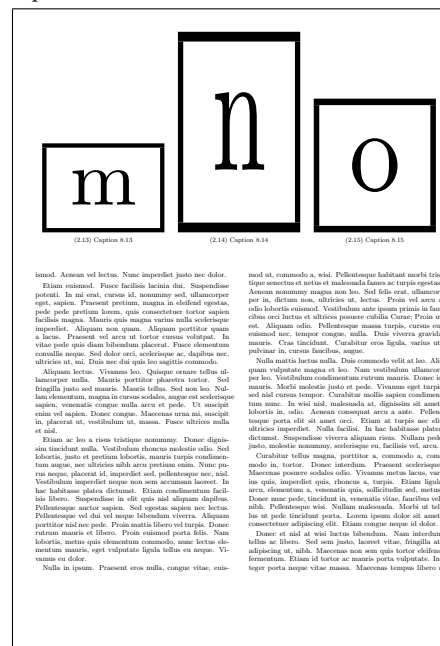 m
n
o
(2.13) Caption 8.13
(2.14) Caption 8.14
(2.15) Caption 8.15
ismod. Aenean vel lectus. Nunc imperdiet justo nec dolor.
Etiam euismod. Fusce facilisis lacinia dui. Suspendisse
potenti. In mi erat, cursus id, nonummy sed, ullamcorper
eget, sapien. Praesent pretium, magna in eleifend egestas,
pede pede pretium lorem, quis consectetuer tortor sapien
facilisis magna. Mauris quis magna varius nulla scelerisque
imperdiet. Aliquam non quam. Aliquam porttitor quam
a lacus. Praesent vel arcu ut tortor cursus volutpat. In
vitae pede quis diam bibendum placerat. Fusce elementum
convallis neque. Sed dolor orci, scelerisque ac, dapibus nec,
ultricies ut, mi. Duis nec dui quis leo sagittis commodo.
Aliquam lectus. Vivamus leo. Quisque ornare tellus ul-
lamcorper nulla. Mauris porttitor pharetra tortor. Sed
fringilla justo sed mauris. Mauris tellus. Sed non leo. Nul-
lam elementum, magna in cursus sodales, augue est scelerisque
sapien, venenatis congue nulla arcu et pede. Ut suscipit
enim vel sapien. Donec congue. Maecenas urna mi, suscipit
in, placerat ut, vestibulum ut, massa. Fusce ultrices nulla
et nisl.
Etiam ac leo a risus tristique nonummy. Donec dignis-
sim tincidunt nulla. Vestibulum rhoncus molestie odio. Sed
lobortis, justo et pretium lobortis, mauris turpis condimen-
tum augue, nec ultricies nibh arcu pretium enim. Nunc pu-
rus neque, placerat id, imperdiet sed, pellentesque nec, nisl.
Vestibulum imperdiet neque non sem accumsan laoreet. In
hac habitasse platea dictumst. Etiam condimentum facil-
isis libero. Suspendisse in elit quis nisl aliquam dapibus.
Pellentesque auctor sapien. Sed egestas sapien nec lectus.
Pellentesque vel dui vel neque bibendum viverra. Aliquam
porttitor nisl nec pede. Proin mattis libero vel turpis. Donec
rutrum mauris et libero. Proin euismod porta felis. Nam
lobortis, metus quis elementum commodo, nunc lectus ele-
mentum mauris, eget vulputate ligula tellus eu neque. Vi-
vamus eu dolor.
Nulla in ipsum. Praesent eros nulla, congue vitae, euis-
mod ut, commodo a, wisi. Pellentesque habitant morbi tris
tique senectus et netus et malesuada fames ac turpis egestas
Aenean nonummy magna non leo. Sed felis erat, ullamcor
per in, dictum non, ultricies ut, lectus. Proin vel arcu
odio lobortis euismod. Vestibulum ante ipsum primis in fau
cibus orci luctus et ultrices posuere cubilia Curae; Proin u
est. Aliquam odio. Pellentesque massa turpis, cursus eu
euismod nec, tempor congue, nulla. Duis viverra gravida
mauris. Cras tincidunt. Curabitur eros ligula, varius ut
pulvinar in, cursus faucibus, augue.
Nulla mattis luctus nulla. Duis commodo velit at leo. Ali
quam vulputate magna et leo. Nam vestibulum ullamcor
per leo. Vestibulum condimentum rutrum mauris. Donec i
mattis justo. Vivamus eget turpis
sed nisl cursus tempor. Curabitur mollis sapien condimen
tum nunc. In wisi nisl, malesuada at, dignissim sit amet
lobortis in, odio. Aenean consequat arcu a ante. Pellen
tesque porta elit sit amet orci. Etiam at turpis nec elit
ultricies imperdiet. Nulla facilisi. In hac habitasse platea
dictumst. Suspendisse viverra aliquam risus. Nullam pede
justo, molestie nonummy, scelerisque eu, facilisis vel, arcu.
Curabitur tellus magna, porttitor a, commodo a, com
modo in, tortor. Donec interdum. Praesent scelerisque
Maecenas posuere sodales odio. Vivamus metus lacus, var
ius quis, imperdiet quis, rhoncus a, turpis. Etiam ligul
arcu, elementum a, venenatis quis, sollicitudin sed, metus
Donec nunc pede, tincidunt in, venenatis vitae, faucibus vel
nibh. Pellentesque wisi. Nullam malesuada. Morbi ut tel
lus ut pede tincidunt porta. Lorem ipsum dolor sit amet
consectetuer adipiscing elit. Etiam congue neque id dolor.
Donec et nisl at wisi luctus bibendum. Nam interdum
tellus ac libero. Sed sem justo, laoreet vitae, fringilla at
adipiscing ut, nibh. Maecenas non sem quis tortor eleifen
fermentum. Etiam id tortor ac mauris porta vulputate. In
teger porta neque vitae massa. Maecenas tempus libero